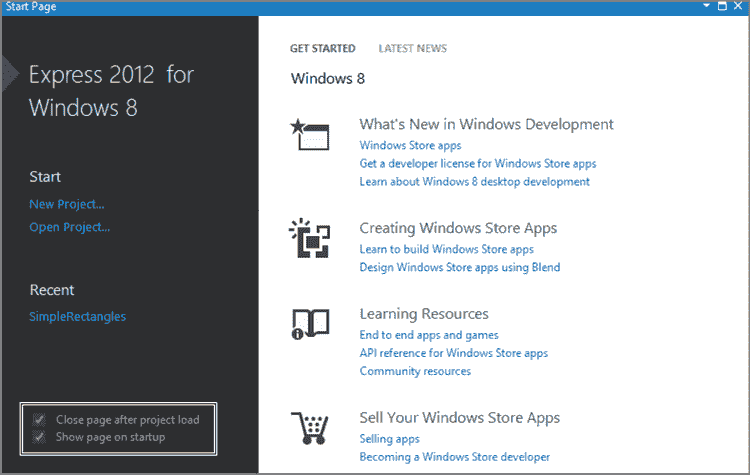 Start Page
Express 2012 for
Windows 8
Start
New Project...
Open Project...
Recent
SimpleRectangles
Close page after project load
Show page on startup
GET STARTED LATEST NEWS
Windows 8
What's New in Windows Development
Windows Store apps
Get a developer license for Windows Store apps
Learn about Windows 8 desktop development
Creating Windows Store Apps
Learn to build Windows Store apps
Design Windows Store apps using Blend
Learning Resources
End to end apps and games
API reference for Windows Store apps
Community resources
Sell Your Windows Store Apps
Selling apps
Becoming a Windows Store developer